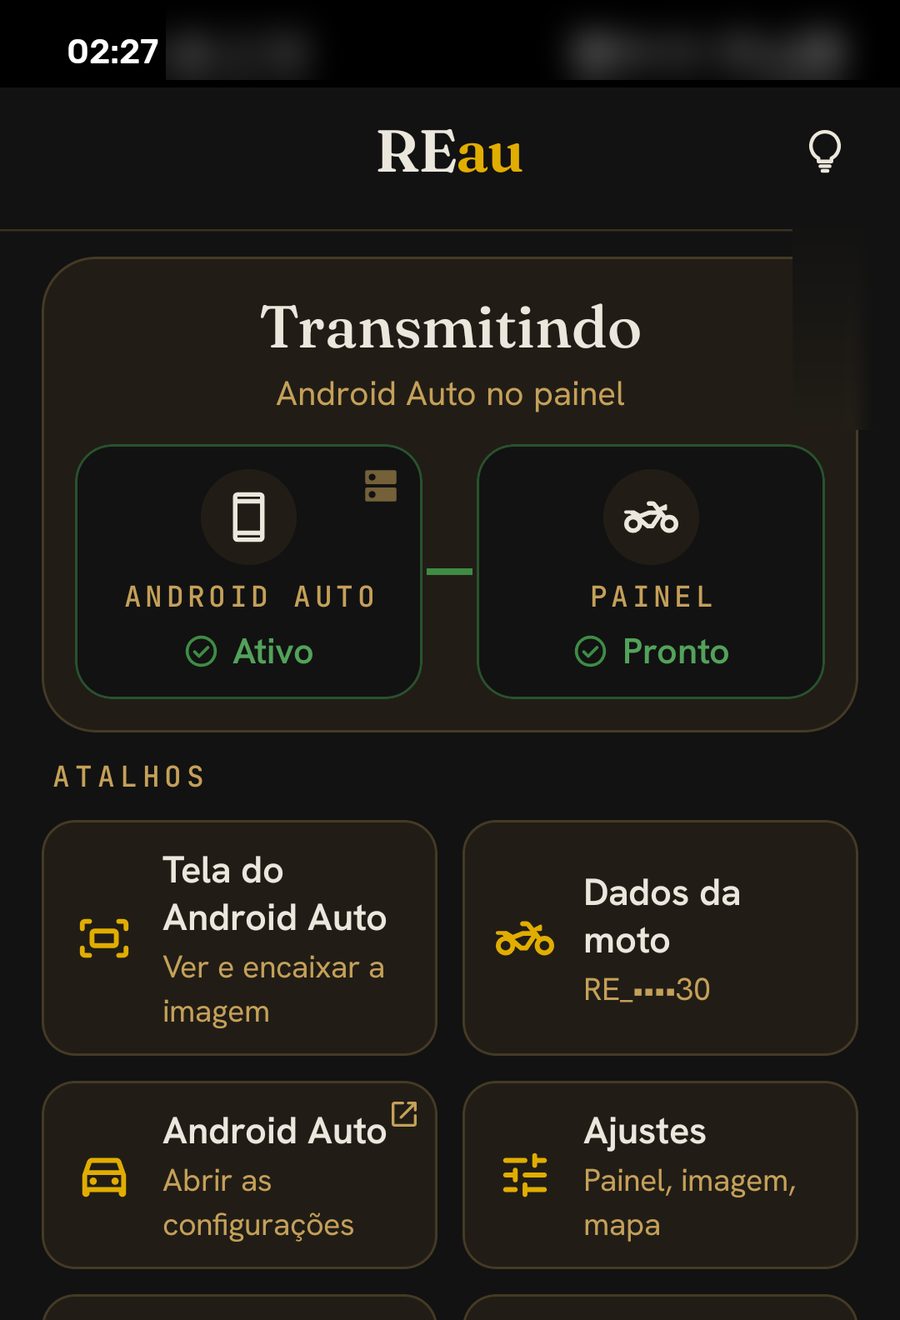 02:27
REau
Transmitindo
Android Auto no painel
ANDROID AUTO
Ativo
PAINEL
Pronto
ATALHOS
Tela do
Android Auto
Ver e encaixar a
imagem
Dados da
moto
RE_▪▪▪▪30
Android Auto
Abrir as
configurações
Ajustes
Painel, imagem,
mapa